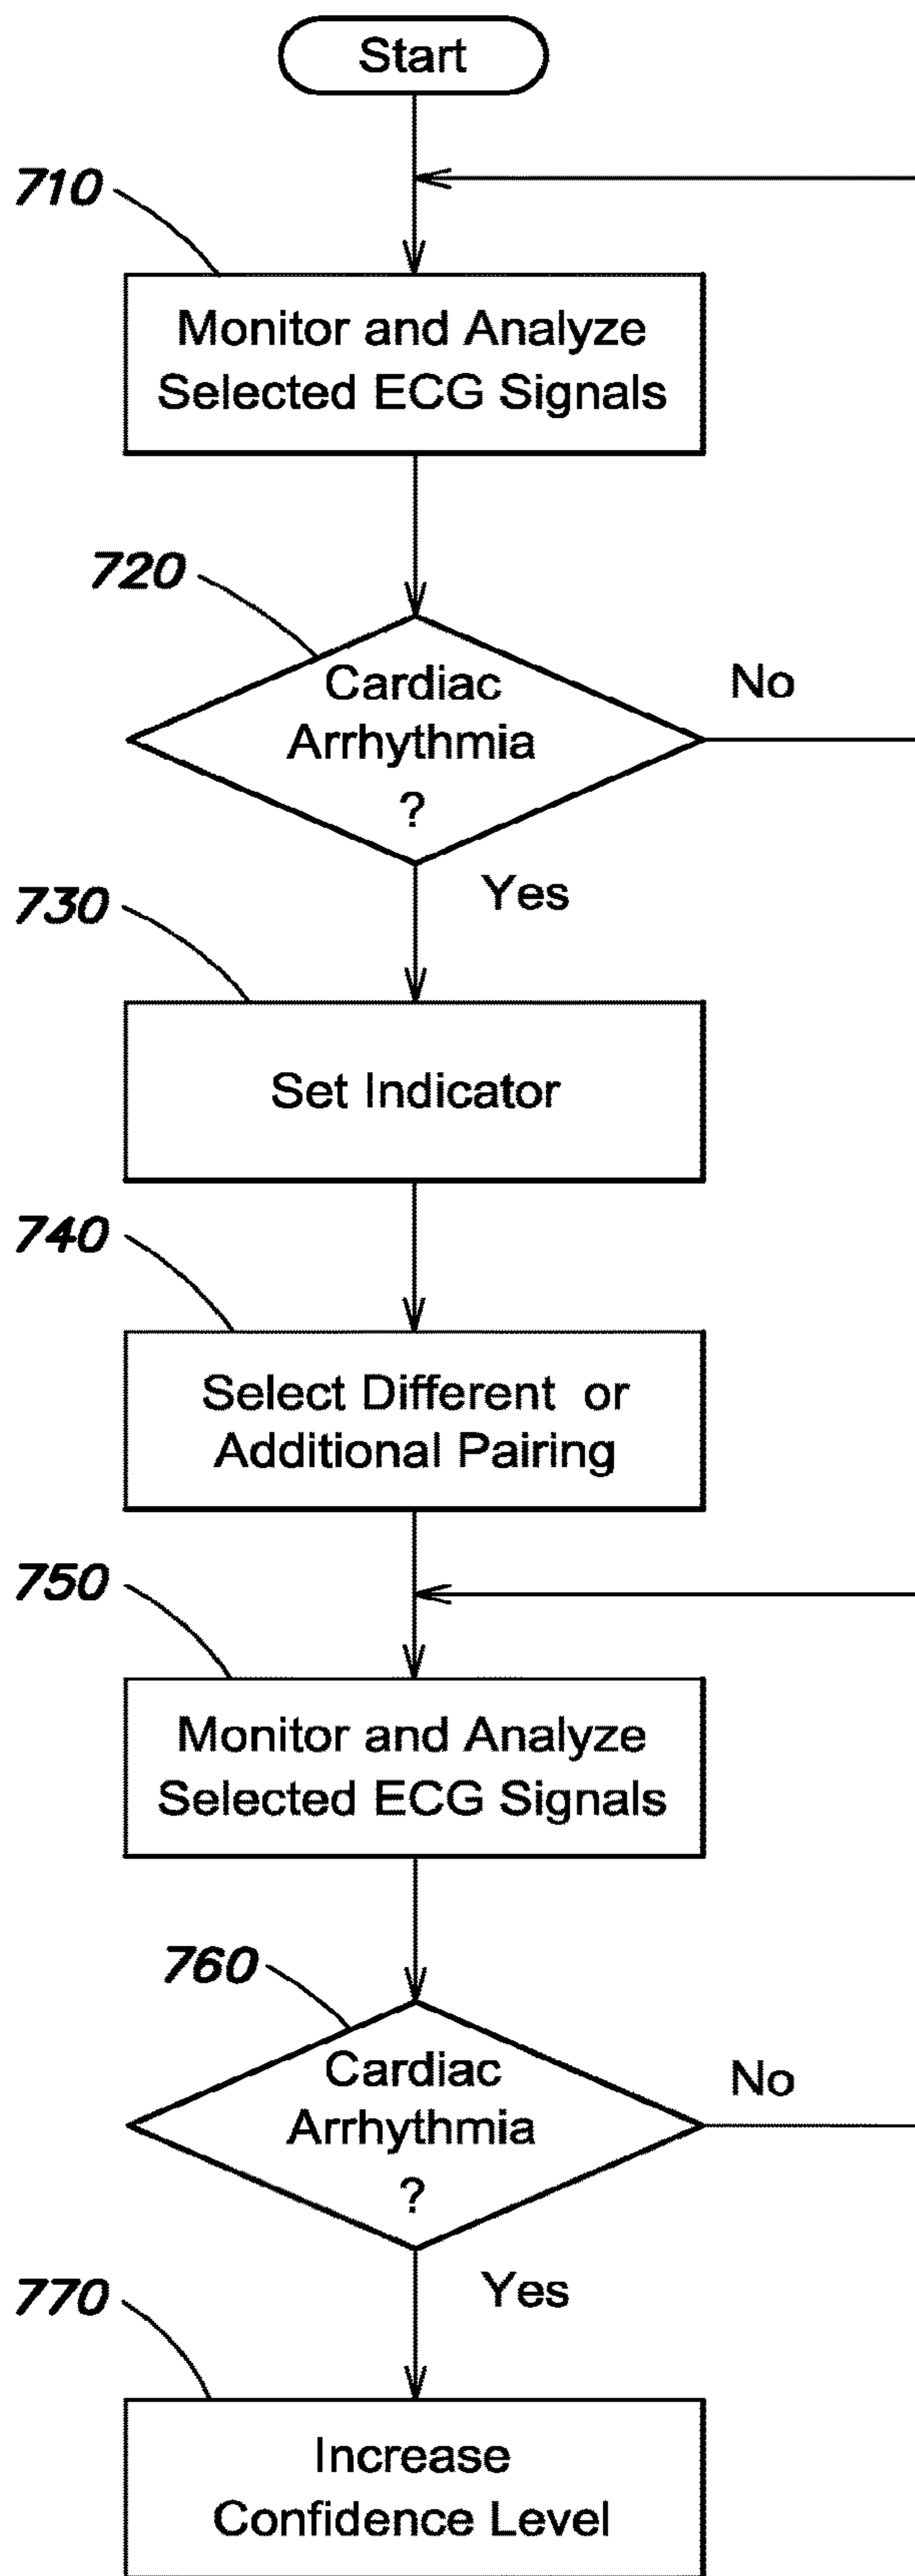 Start
710
Monitor and Analyze
Selected ECG Signals
720
Cardiac
Arrhythmia
?
No
Yes
730
Set Indicator
740
Select Different or
Additional Pairing
750
Monitor and Analyze
Selected ECG Signals
760
Cardiac
Arrhythmia
?
No
Yes
770
Increase
Confidence Level